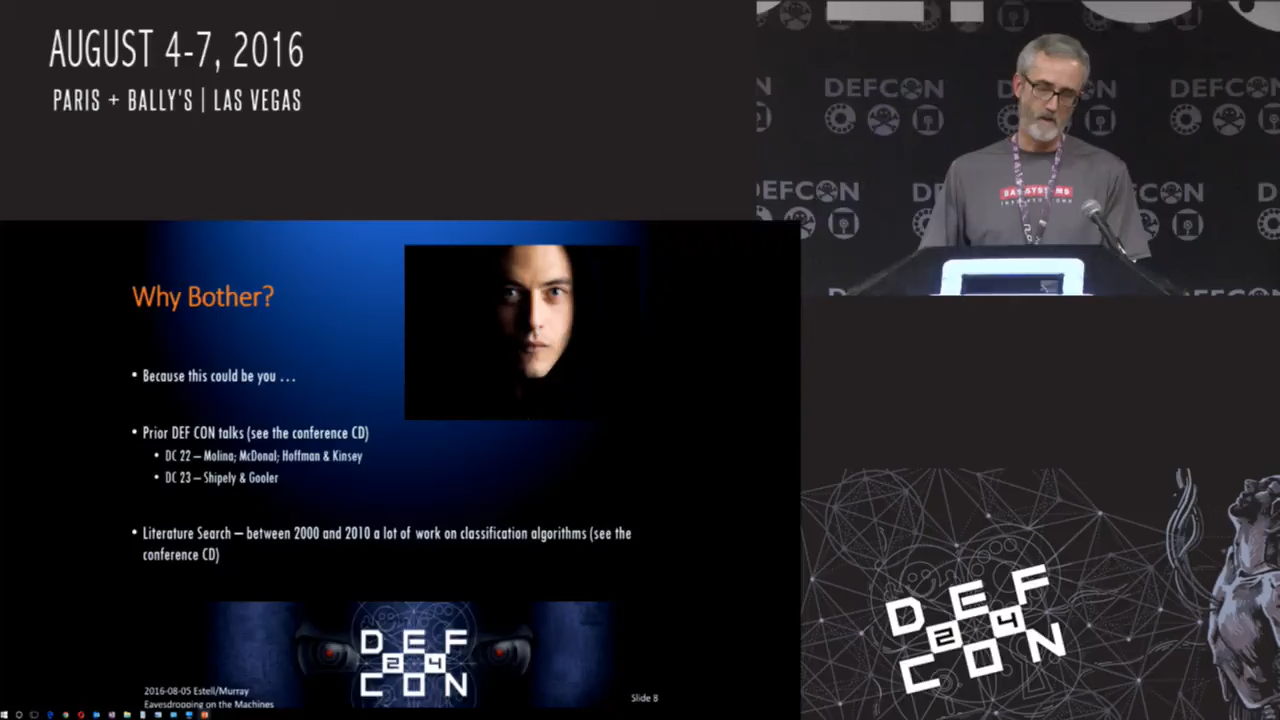 AUGUST 4-7, 2016
PARIS + BALLY'S | LAS VEGAS
DEFCON
DEFCON
DEFCON
Why Bother?
• Because this could be you ...
• Prior DEF CON talks (see the conference CD)
• DC 22 – Molina; McDonal; Hoffman & Kinsey
• DC 23 – Shipely & Gooler
• Literature Search – between 2000 and 2010 a lot of work on classification algorithms (see the
conference CD)
DEF
24
CON
2016-08-05 Estell/Murray
Eavesdropping on the Machines
Slide 8
DEF
24
CON